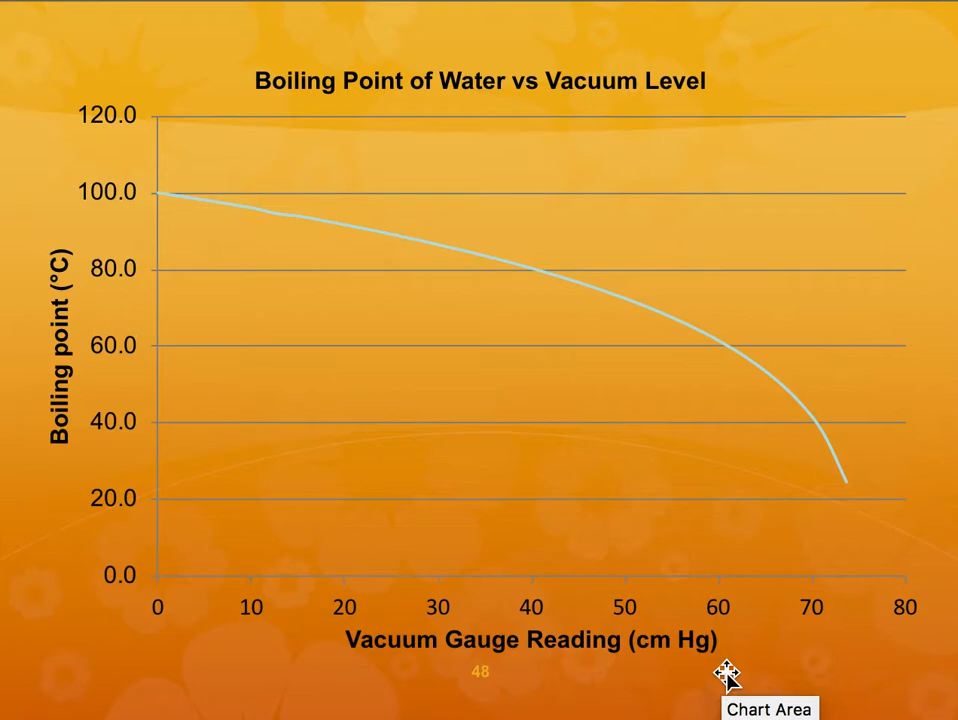 Boiling Point of Water vs Vacuum Level
120.0
100.0
80.0
60.0
40.0
20.0
0.0
Boiling point (°C)
0 10 20 30 40 50 60 70 80
Vacuum Gauge Reading (cm Hg)
48
Chart Area